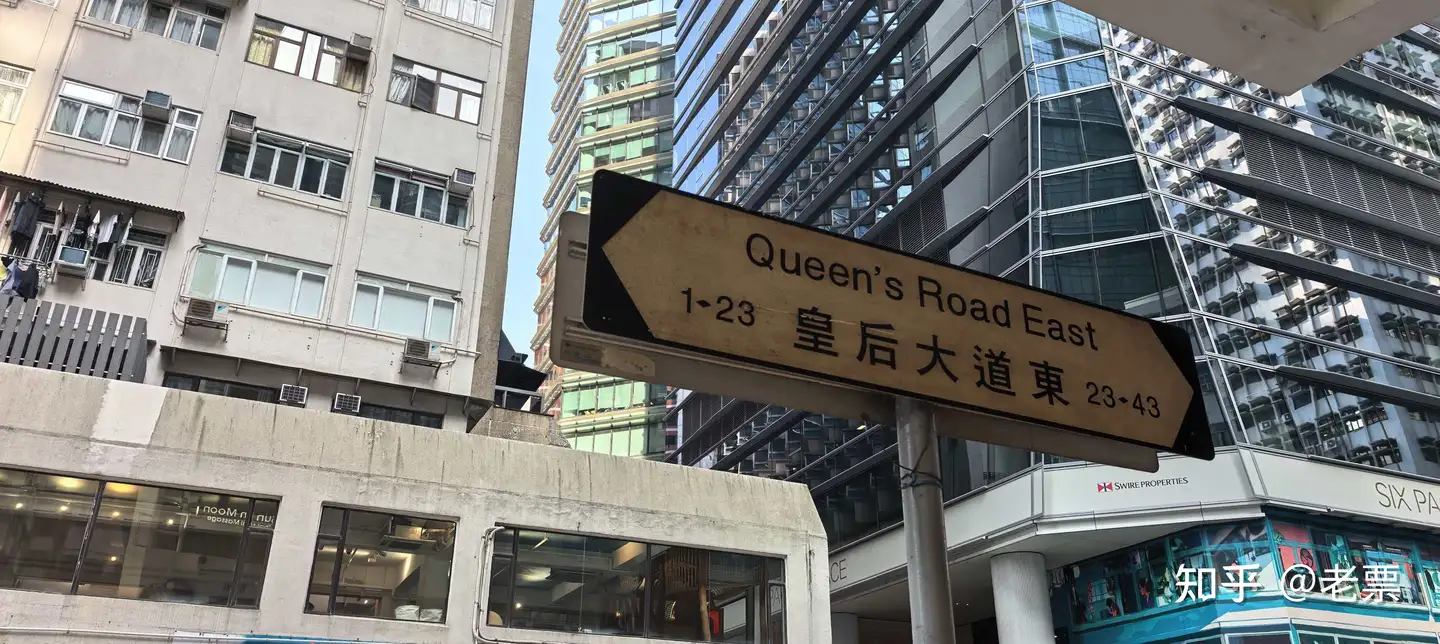 Queen's Road East
1-23 皇后大道東 23-43
SWIRE PROPERTIES
SIX PA
知乎 @老票